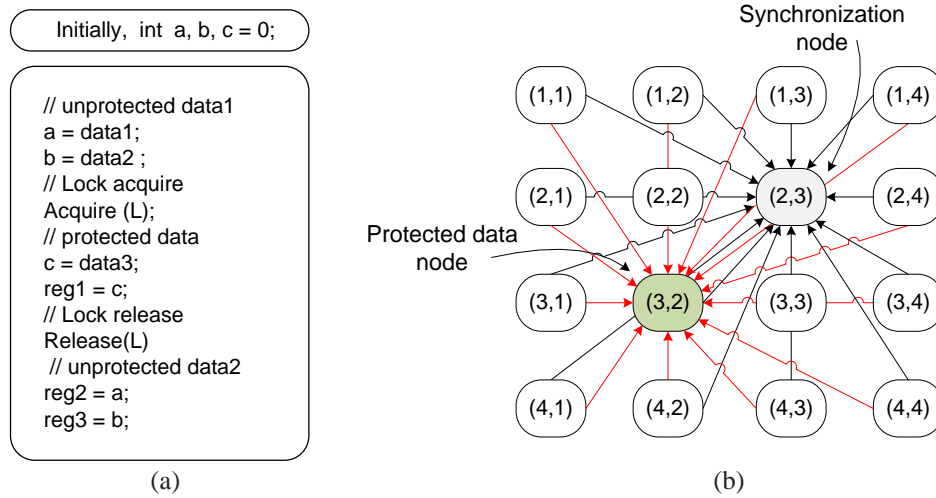 Initially, int a, b, c = 0;
// unprotected data1
a = data1;
b = data2 ;
// Lock acquire
Acquire (L);
// protected data
c = data3;
reg1 = c;
// Lock release
Release(L)
// unprotected data2
reg2 = a;
reg3 = b;
(a)
Synchronization
node
(1,1) (1,2) (1,3) (1,4)
(2,1) (2,2) (2,3) (2,4)
Protected data
node
(3,1) (3,2) (3,3) (3,4)
(4,1) (4,2) (4,3) (4,4)
(b)